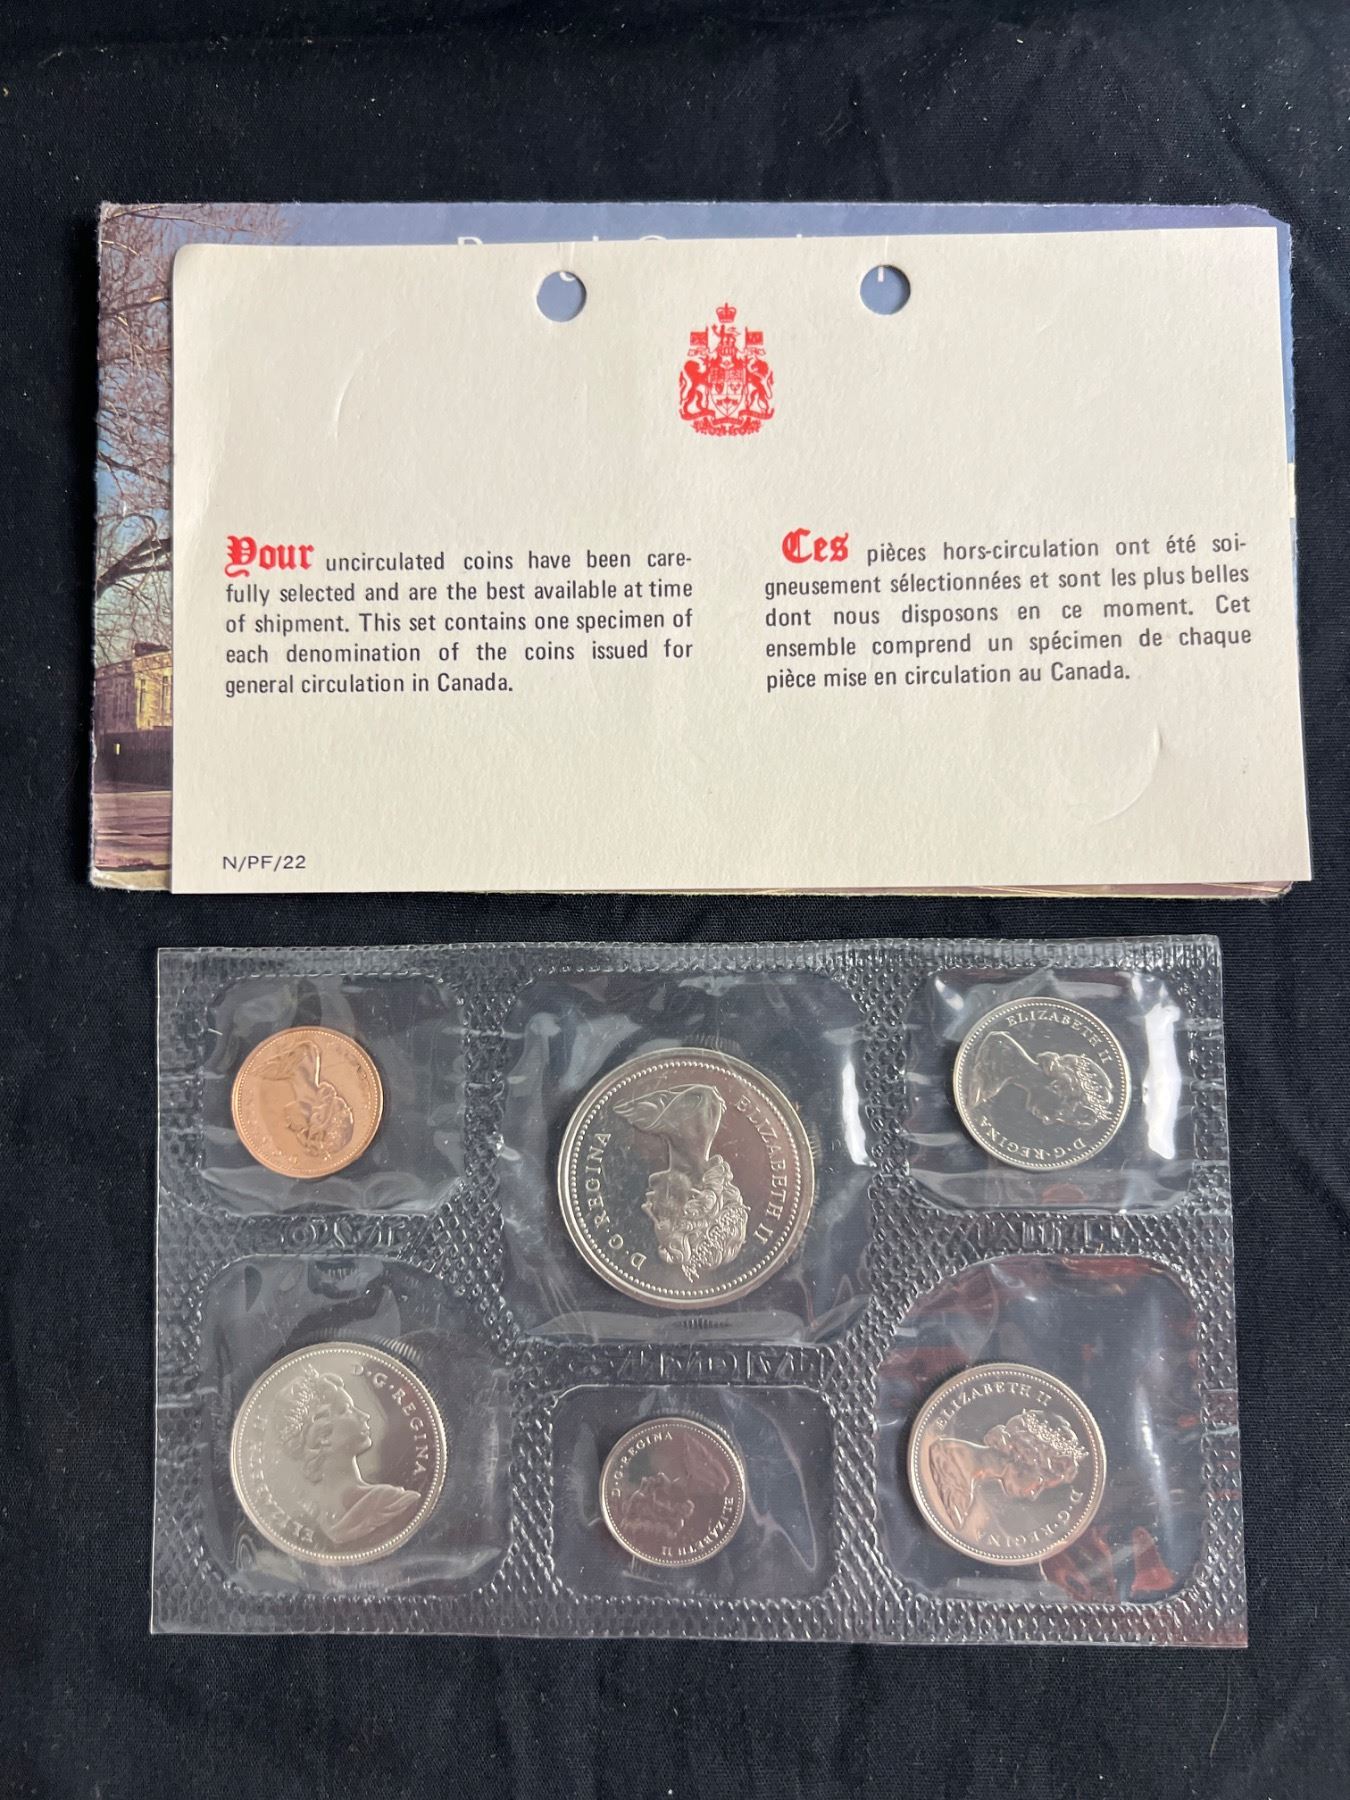 Your uncirculated coins have been care-
fully selected and are the best available at time
of shipment. This set contains one specimen of
each denomination of the coins issued for
general circulation in Canada.
Ces pièces hors-circulation ont été soi-
gneusement sélectionnées et sont les plus belles
dont nous disposons en ce moment. Cet
ensemble comprend un spécimen de chaque
pièce mise en circulation au Canada.
N/PF/22
ELIZABETH II D·G·REGINA
ELIZABETH II D·G·REGINA
ELIZABETH II D·G·REGINA
ELIZABETH II D·G·REGINA
ELIZABETH II D·G·REGINA